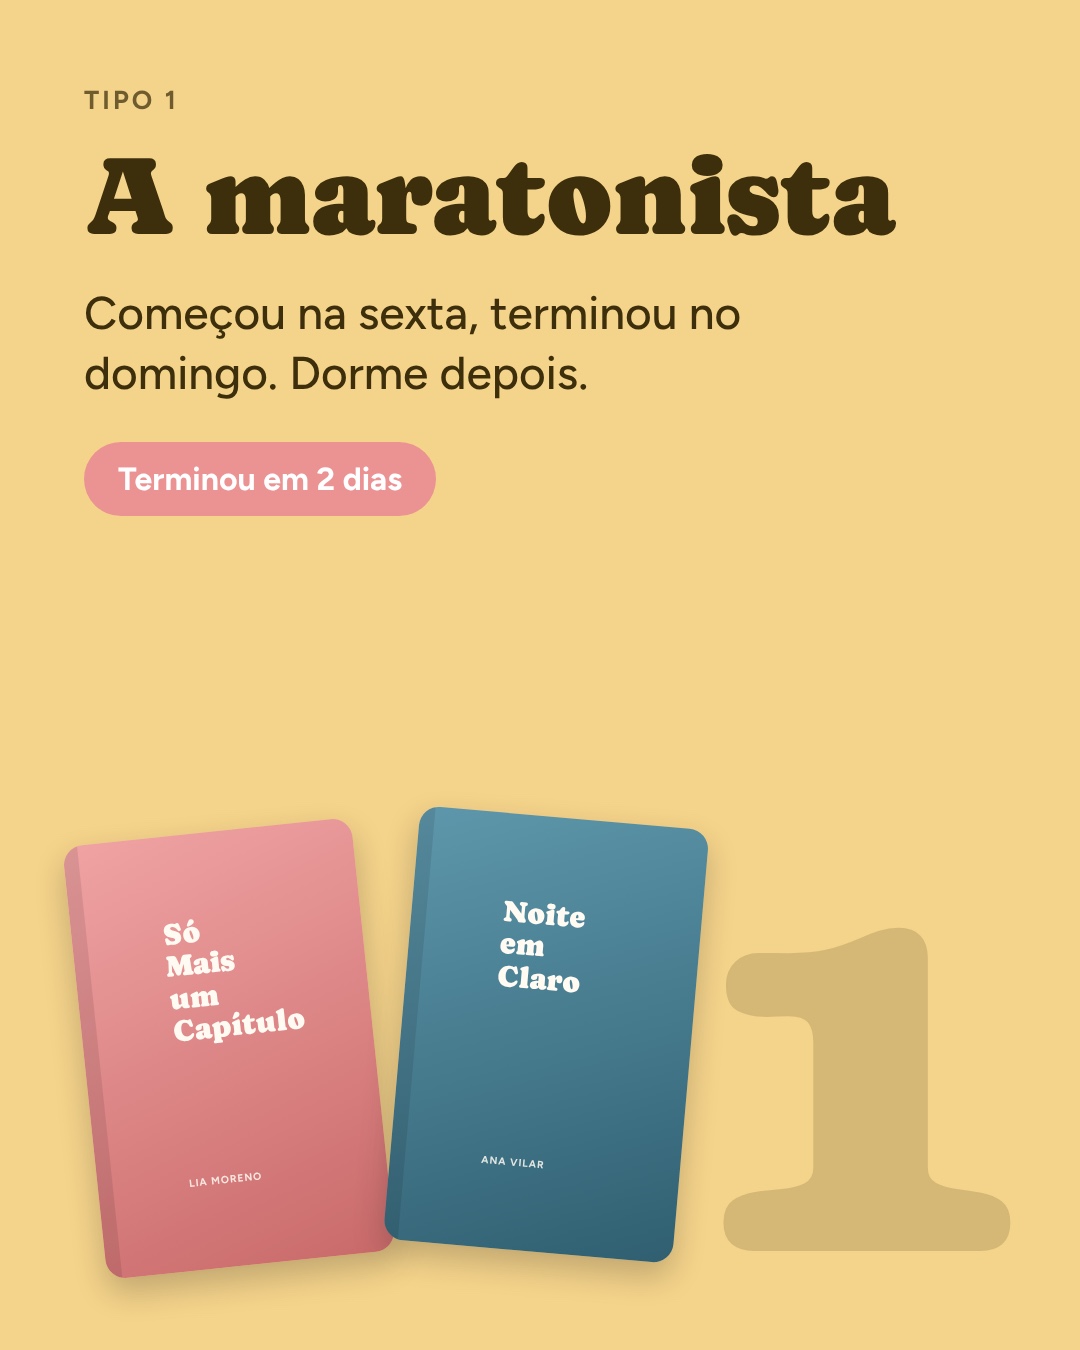 TIPO 1
A maratonista
Começou na sexta, terminou no
domingo. Dorme depois.
Terminou em 2 dias
Só
Mais
um
Capítulo
LIA MORENO
Noite
em
Claro
ANA VILAR
1